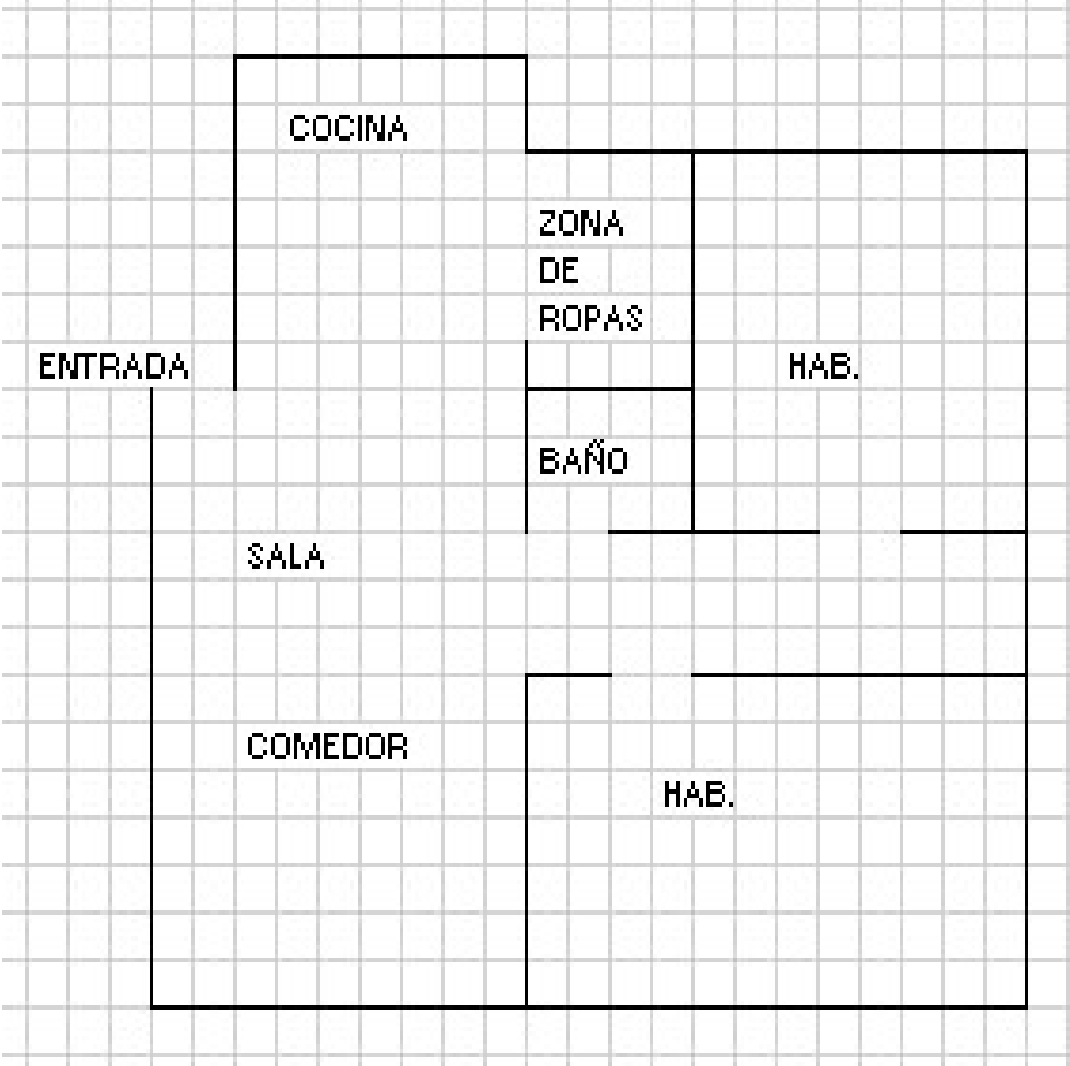 COCINA
ZONA
DE
ROPAS
ENTRADA
HAB.
BAÑO
SALA
COMEDOR
HAB.